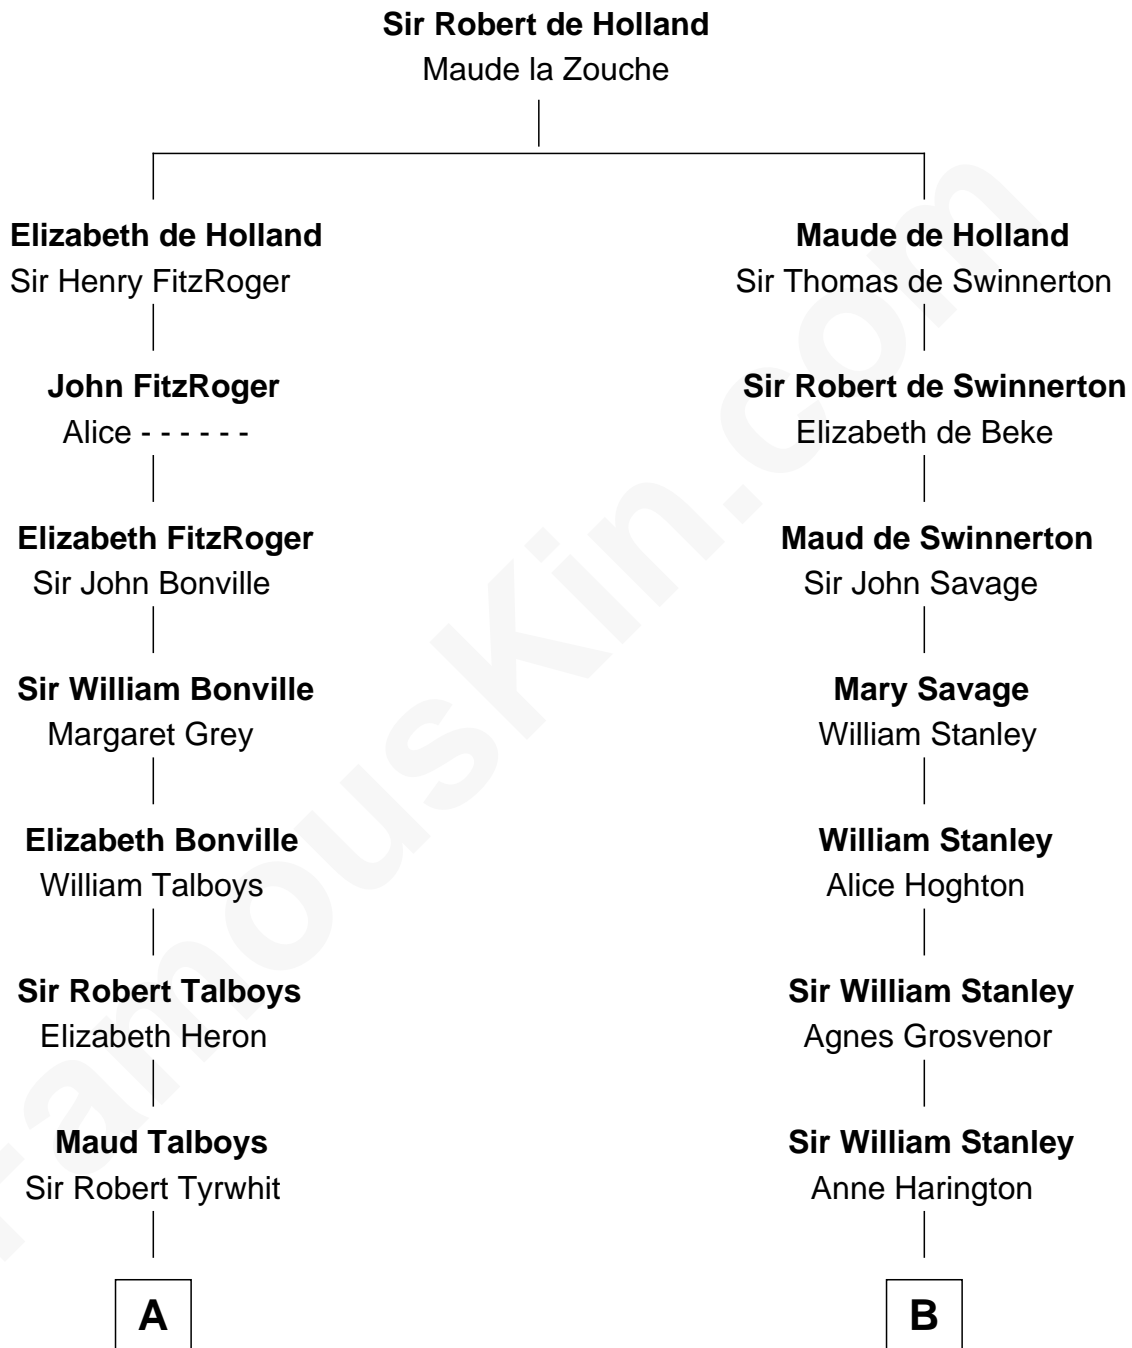 Sir Robert de Holland
Maude la Zouche
Elizabeth de Holland
Sir Henry FitzRoger
Maude de Holland
Sir Thomas de Swinnerton
John FitzRoger
Alice - - - - - -
Sir Robert de Swinnerton
Elizabeth de Beke
Elizabeth FitzRoger
Sir John Bonville
Maud de Swinnerton
Sir John Savage
Sir William Bonville
Margaret Grey
Mary Savage
William Stanley
Elizabeth Bonville
William Talboys
William Stanley
Alice Hoghton
Sir Robert Talboys
Elizabeth Heron
Sir William Stanley
Agnes Grosvenor
Maud Talboys
Sir Robert Tyrwhit
Sir William Stanley
Anne Harington
A
B
FamousKin.com